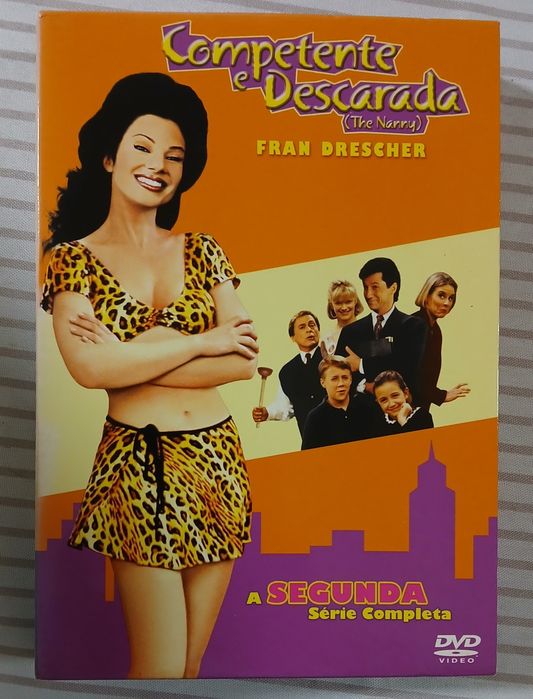 Competente
e Descarada
(The Nanny)
FRAN DRESCHER
A SEGUNDA
Série Completa
DVD
VIDEO